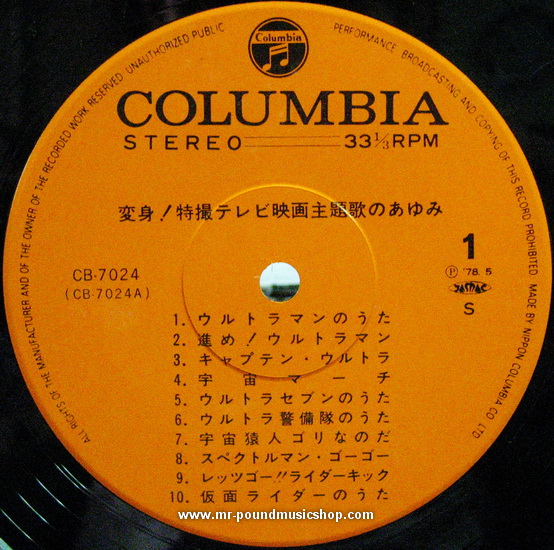 Columbia
COLUMBIA
STEREO 33⅓RPM
変身!特撮テレビ映画主題歌のあゆみ
CB-7024
(CB-7024A)
1
Ⓟ '78. 5
S
1. ウルトラマンのうた
2. 進め!ウルトラマン
3. キャプテン・ウルトラ
4. 宇宙マーチ
5. ウルトラセブンのうた
6. ウルトラ警備隊のうた
7. 宇宙猿人ゴリなのだ
8. スペクトルマン・ゴーゴー
9. レッツゴー!!ライダーキック
10. 仮面ライダーのうた
ALL RIGHTS OF THE MANUFACTURER AND OF THE OWNER OF THE RECORDED WORK RESERVED UNAUTHORIZED PUBLIC PERFORMANCE, BROADCASTING AND COPYING OF THIS RECORD PROHIBITED MADE BY NIPPON COLUMBIA CO LTD
www.mr-poundmusicshop.com